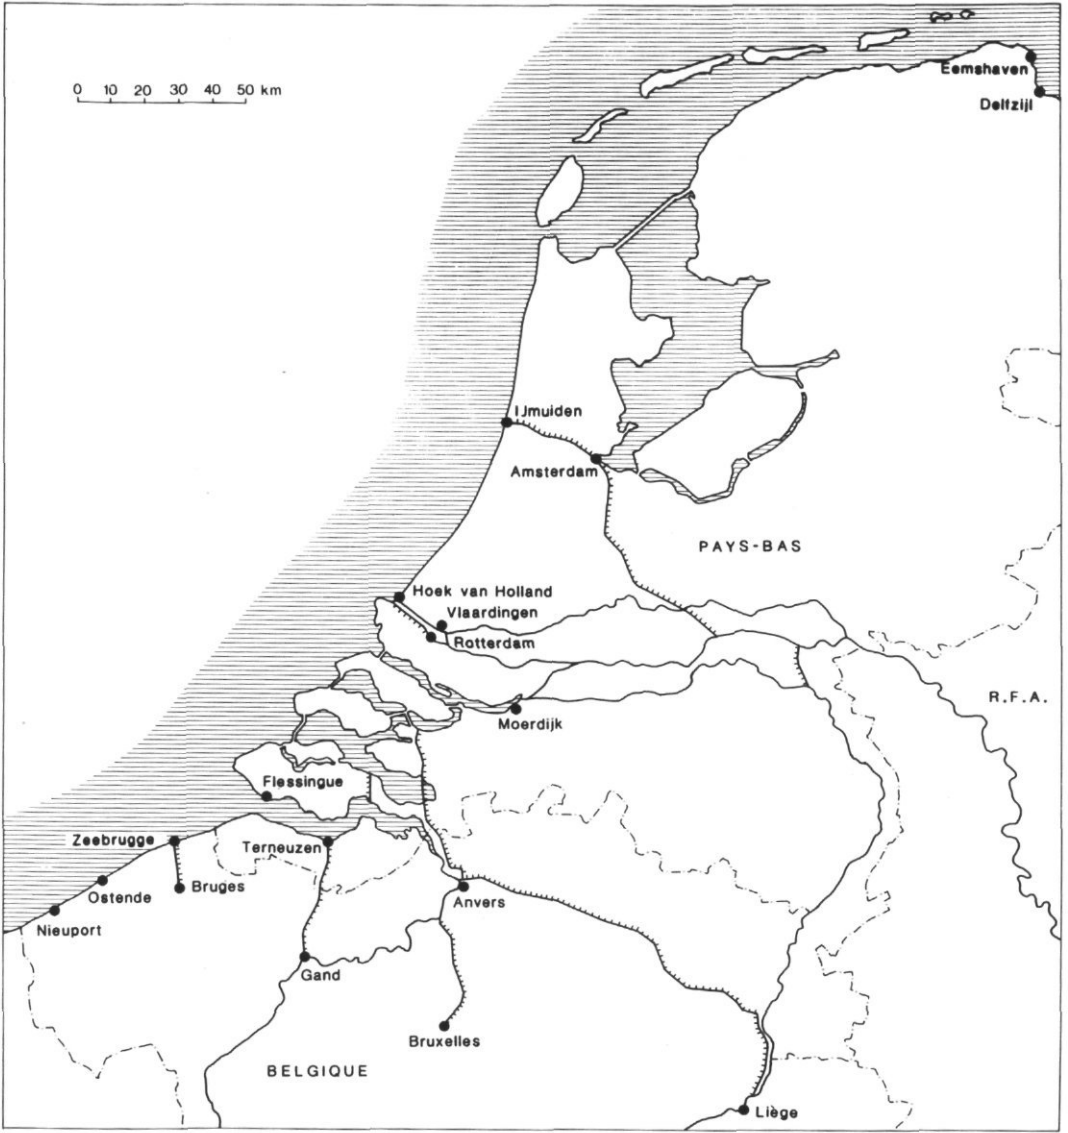 0 10 20 30 40 50 km
Eemshaven
Delfzijl
IJmuiden
Amsterdam
PAYS-BAS
Hoek van Holland
Vlaardingen
Rotterdam
R.F.A.
Moerdijk
Flessingue
Zeebrugge
Terneuzen
Bruges
Ostende
Anvers
Nieuport
Gand
Bruxelles
BELGIQUE
Liège